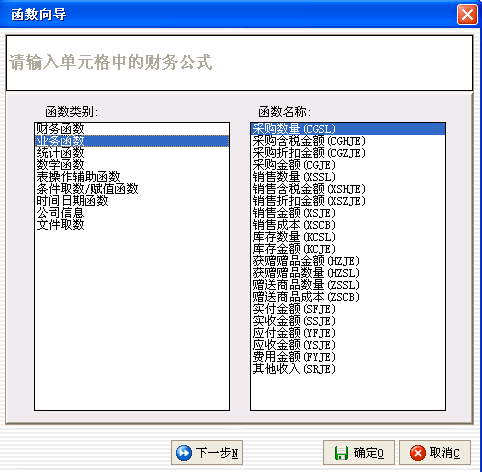 函数向导
请输入单元格中的财务公式
函数类别:
财务函数
业务函数
统计函数
数学函数
表操作辅助函数
条件取数/赋值函数
时间日期函数
公司信息
文件取数
函数名称:
采购数量(CGSL)
采购含税金额(CGHJE)
采购折扣金额(CGZJE)
采购金额(CGJE)
销售数量(XSSL)
销售含税金额(XSHJE)
销售折扣金额(XSZJE)
销售金额(XSJE)
销售成本(XSCB)
库存数量(KCSL)
库存金额(KCJE)
获赠赠品金额(HZJE)
获赠赠品数量(HZSL)
赠送商品数量(ZSSL)
赠送商品成本(ZSCB)
实付金额(SFJE)
实收金额(SSJE)
应付金额(YFJE)
应收金额(YSJE)
费用金额(FYJE)
其他收入(SRJE)
下一步N
确定O
取消C